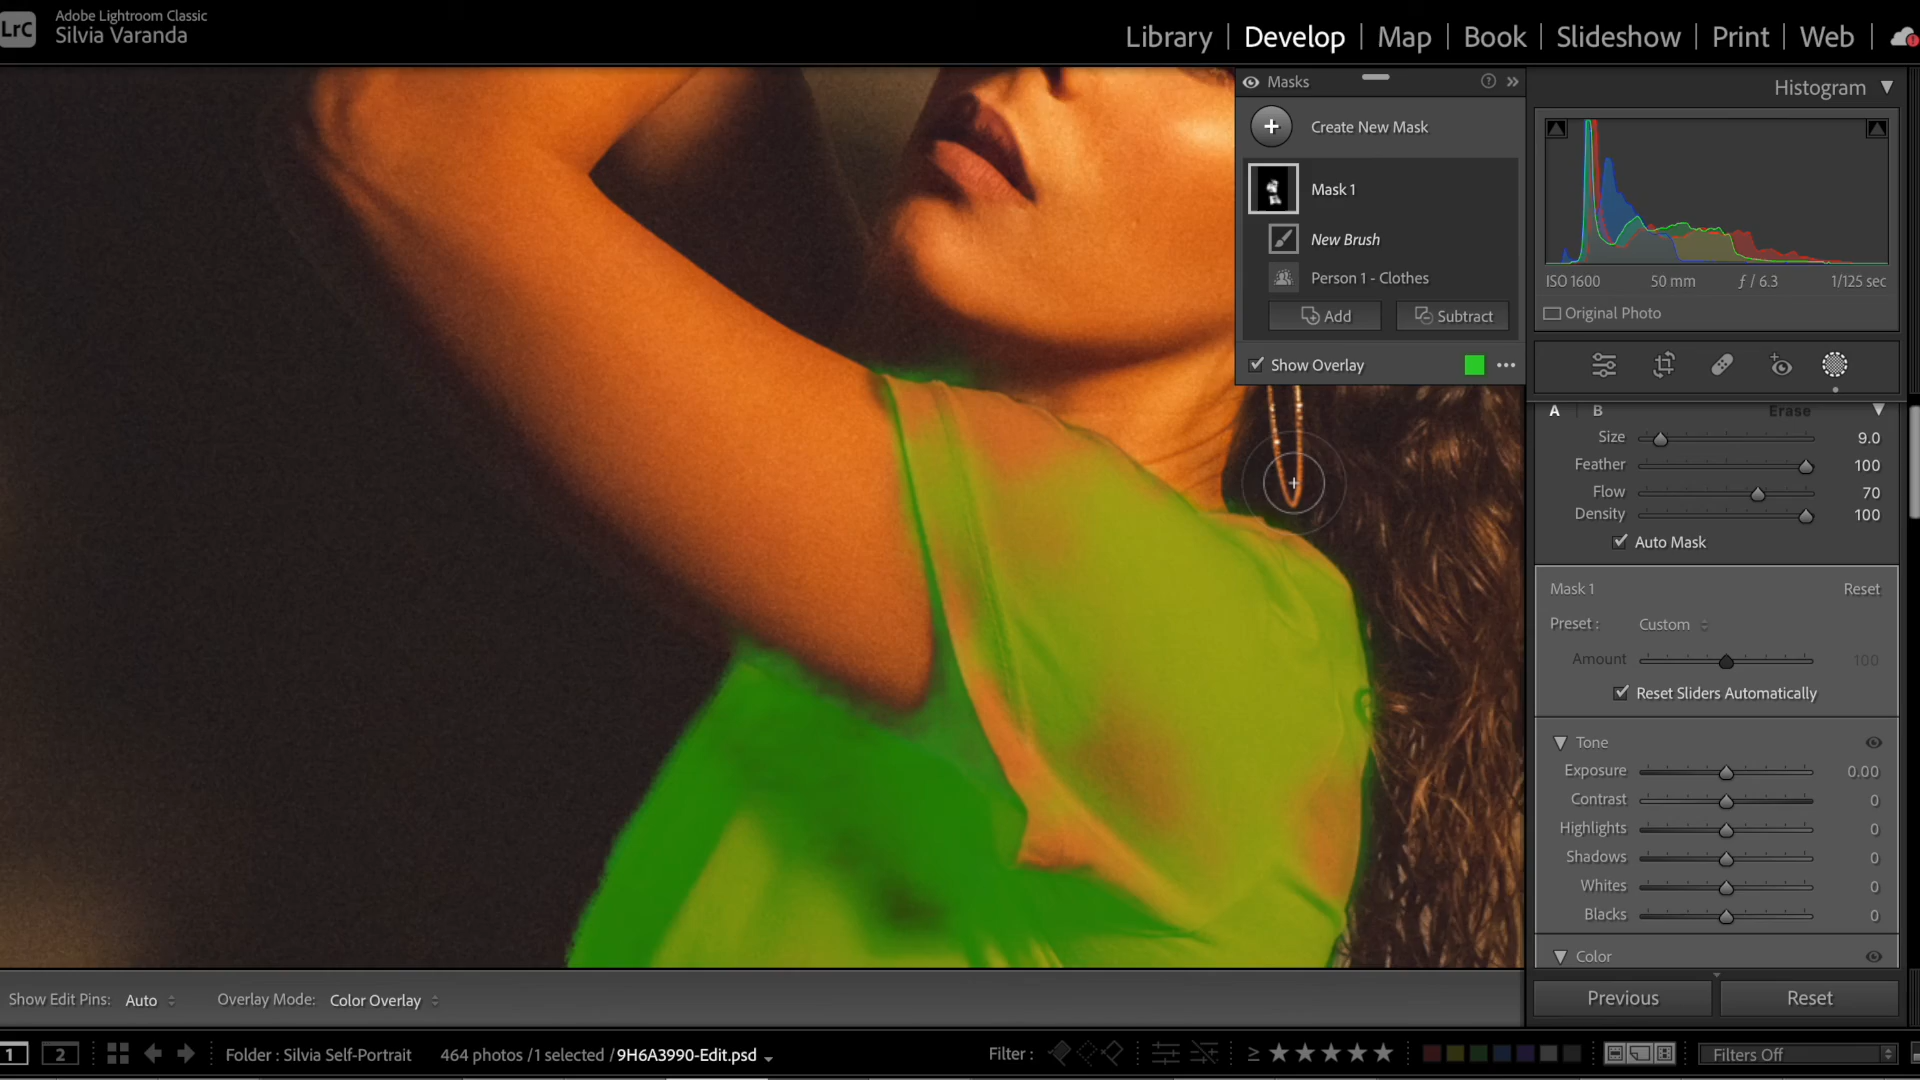 LrC
Adobe Lightroom Classic
Silvia Varanda
Library | Develop | Map | Book | Slideshow | Print | Web
Masks
Create New Mask
Mask 1
New Brush
Person 1 - Clothes
Add
Subtract
Show Overlay
Histogram
ISO 1600
50 mm
ƒ / 6.3
1/125 sec
Original Photo
A
B
Erase
Size
9.0
Feather
100
Flow
70
Density
100
Auto Mask
Mask 1
Reset
Preset :
Custom
Amount
100
Reset Sliders Automatically
Tone
Exposure
0.00
Contrast
0
Highlights
0
Shadows
0
Whites
0
Blacks
0
Color
Previous
Reset
Show Edit Pins: Auto
Overlay Mode: Color Overlay
1
2
Folder : Silvia Self-Portrait
464 photos / 1 selected / 9H6A3990-Edit.psd
Filter :
≥
Filters Off